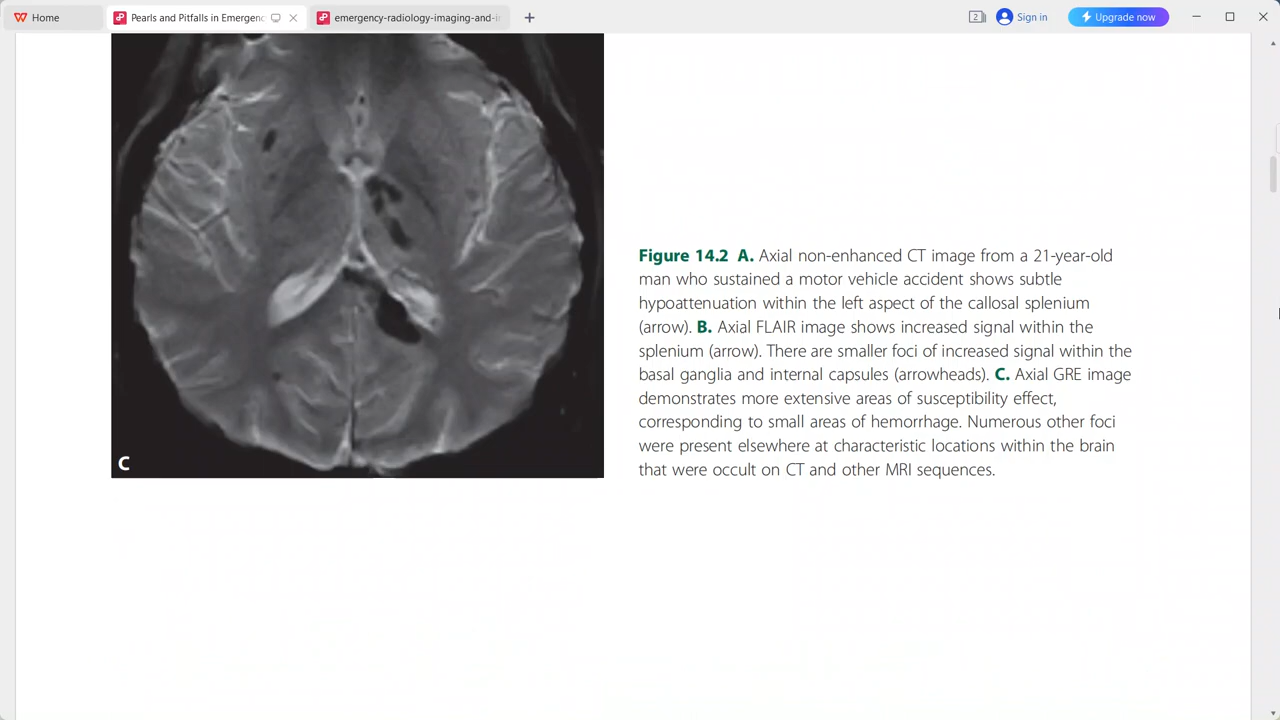 Home
Pearls and Pitfalls in Emergenc
emergency-radiology-imaging-and-i
2
Sign in
Upgrade now
Figure 14.2 A. Axial non-enhanced CT image from a 21-year-old
man who sustained a motor vehicle accident shows subtle
hypoattenuation within the left aspect of the callosal splenium
(arrow). B. Axial FLAIR image shows increased signal within the
splenium (arrow). There are smaller foci of increased signal within the
basal ganglia and internal capsules (arrowheads). C. Axial GRE image
demonstrates more extensive areas of susceptibility effect,
corresponding to small areas of hemorrhage. Numerous other foci
were present elsewhere at characteristic locations within the brain
that were occult on CT and other MRI sequences.
C